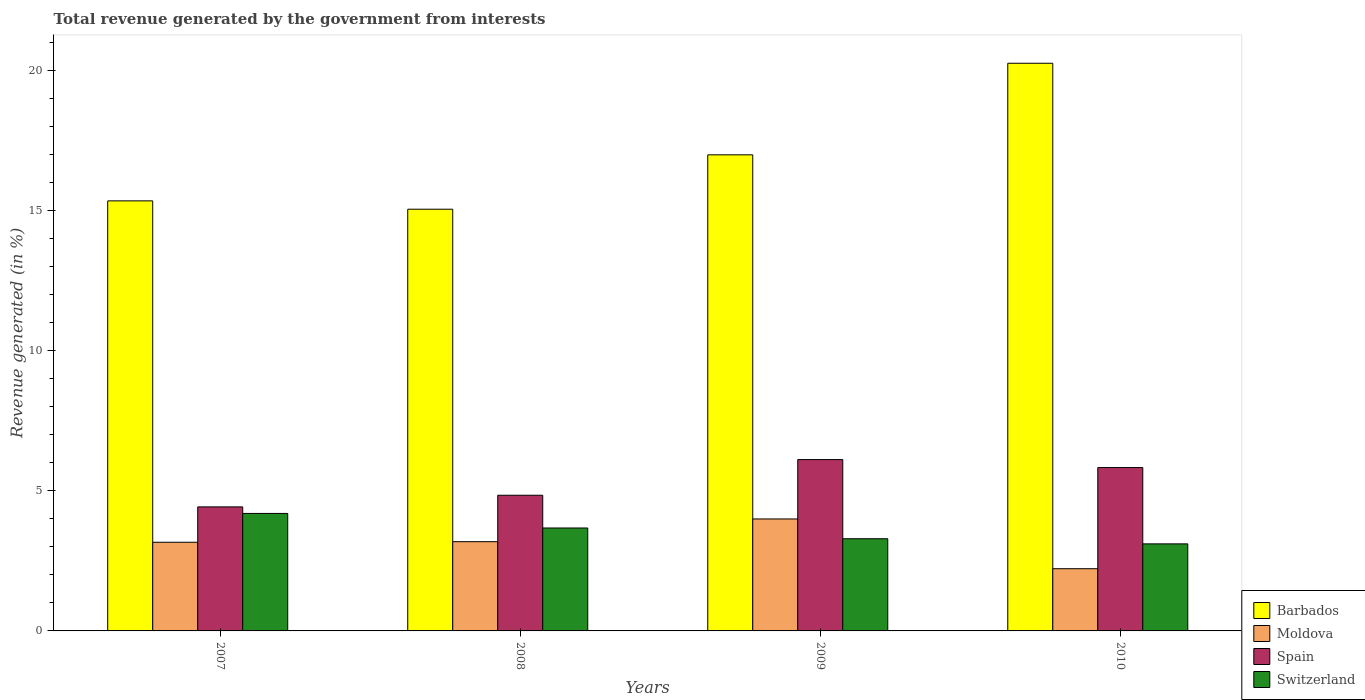 Total revenue generated by the government from interests
Revenue generated (in %)
20
15
10
5
0
2007
2008
2009
2010
Years
Barbados
Moldova
Spain
Switzerland